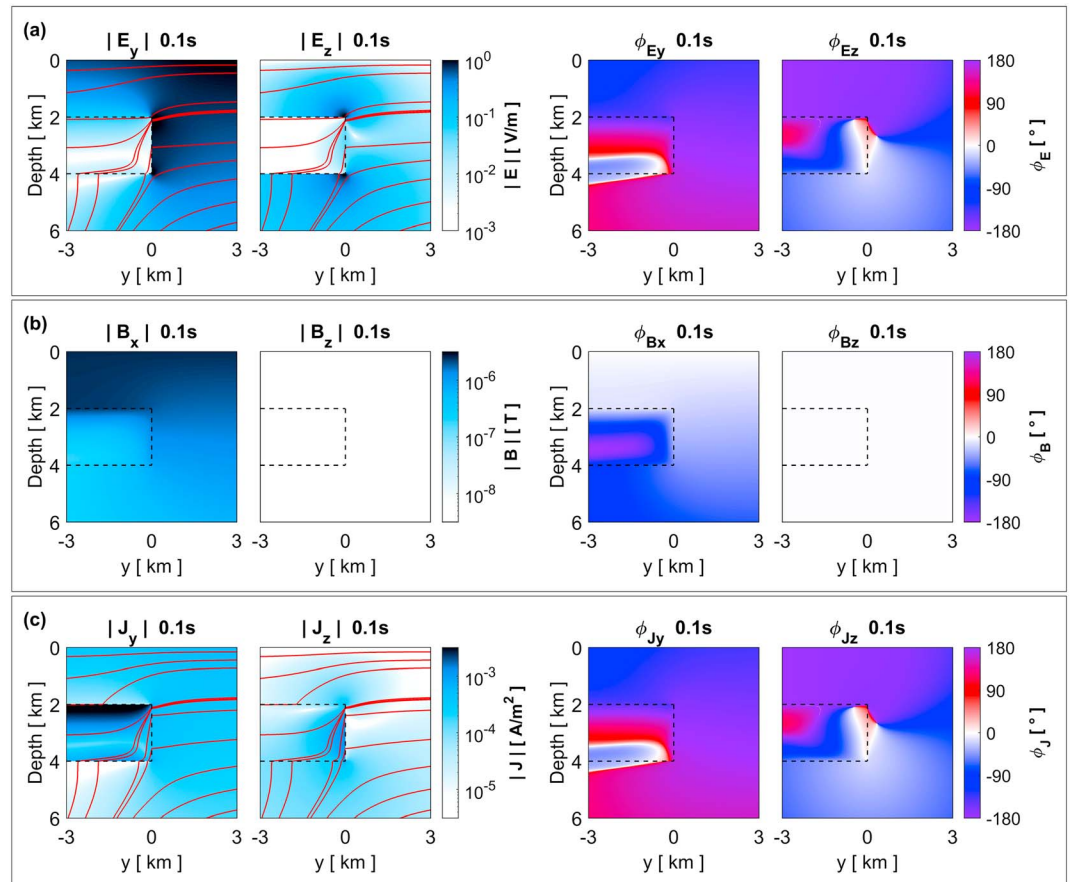 (a)
| E_y | 0.1s
| E_z | 0.1s
ϕ_Ey 0.1s
ϕ_Ez 0.1s
Depth [ km ]
0
2
4
6
-3 0 3
y [ km ]
-3 0 3
y [ km ]
10^0
10^-1
10^-2
10^-3
| E | [ V/m ]
Depth [ km ]
0
2
4
6
-3 0 3
y [ km ]
-3 0 3
y [ km ]
180
90
0
-90
-180
ϕ_E [ ° ]
(b)
| B_x | 0.1s
| B_z | 0.1s
ϕ_Bx 0.1s
ϕ_Bz 0.1s
Depth [ km ]
0
2
4
6
-3 0 3
y [ km ]
-3 0 3
y [ km ]
10^-6
10^-7
10^-8
| B | [ T ]
Depth [ km ]
0
2
4
6
-3 0 3
y [ km ]
-3 0 3
y [ km ]
180
90
0
-90
-180
ϕ_B [ ° ]
(c)
| J_y | 0.1s
| J_z | 0.1s
ϕ_Jy 0.1s
ϕ_Jz 0.1s
Depth [ km ]
0
2
4
6
-3 0 3
y [ km ]
-3 0 3
y [ km ]
10^-3
10^-4
10^-5
| J | [ A/m^2 ]
Depth [ km ]
0
2
4
6
-3 0 3
y [ km ]
-3 0 3
y [ km ]
180
90
0
-90
-180
ϕ_J [ ° ]